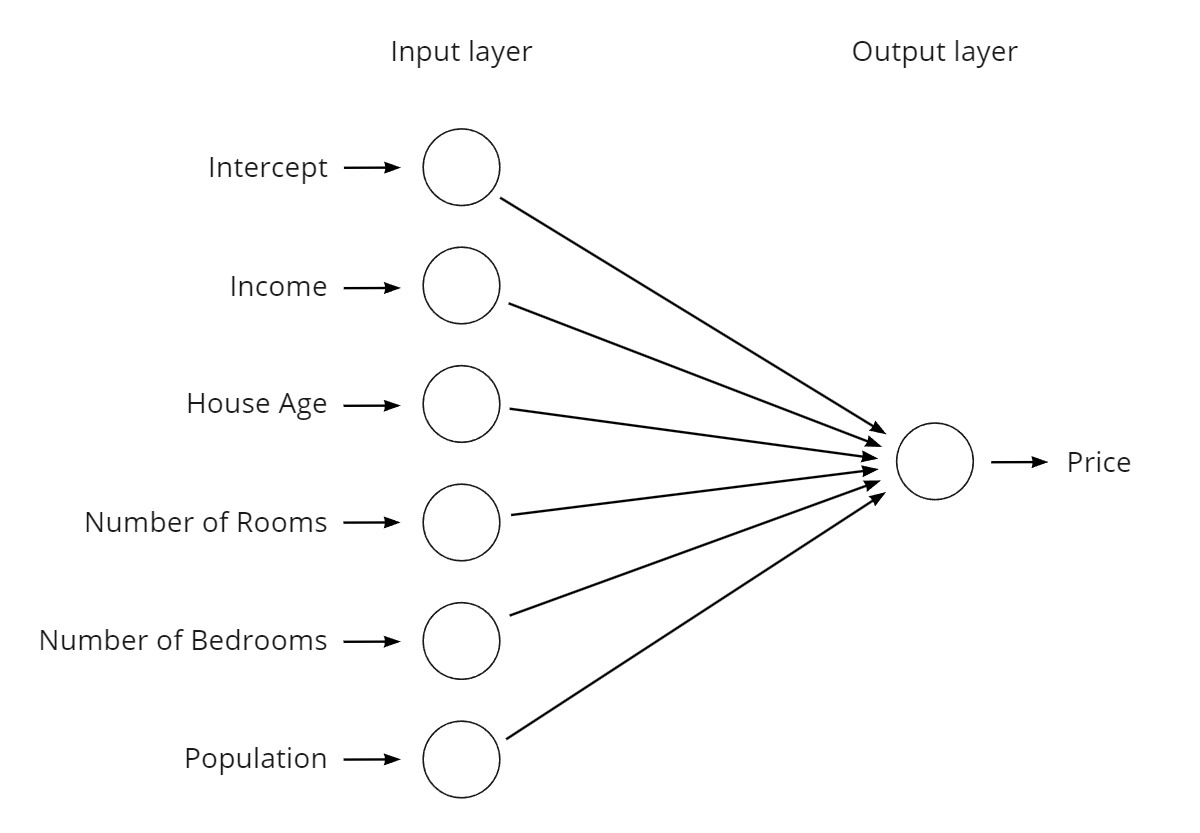 Input layer
Output layer
Intercept
Income
House Age
Number of Rooms
Number of Bedrooms
Population
Price